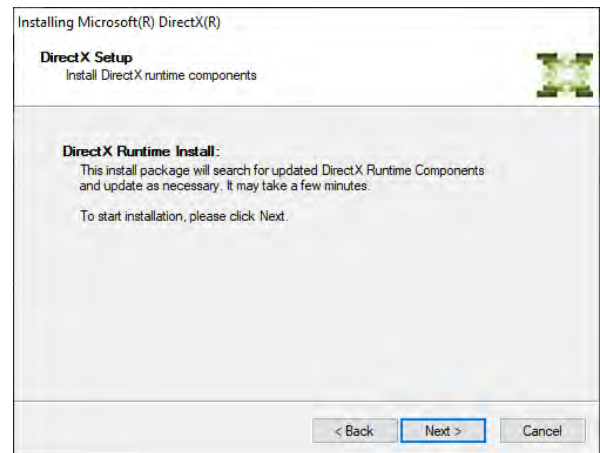 Installing Microsoft(R) DirectX(R)
DirectX Setup
Install DirectX runtime components
DirectX Runtime Install:
This install package will search for updated DirectX Runtime Components
and update as necessary. It may take a few minutes.
To start installation, please click Next.
< Back
Next >
Cancel